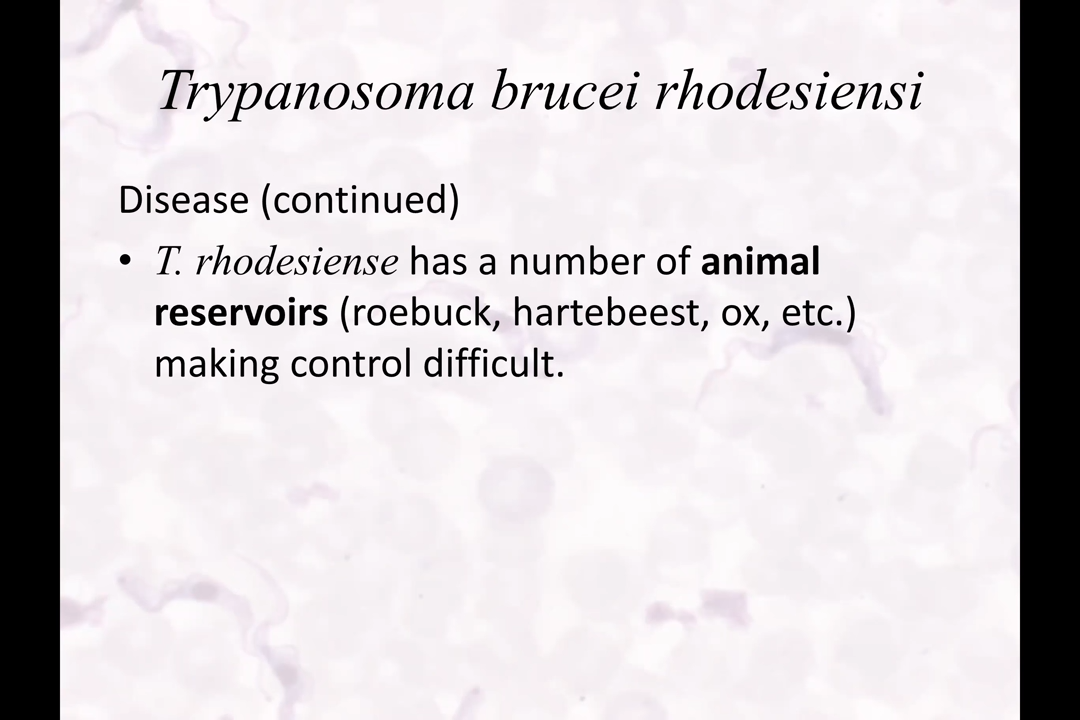 Trypanosoma brucei rhodesiensi
Disease (continued)
• T. rhodesiense has a number of animal
reservoirs (roebuck, hartebeest, ox, etc.)
making control difficult.